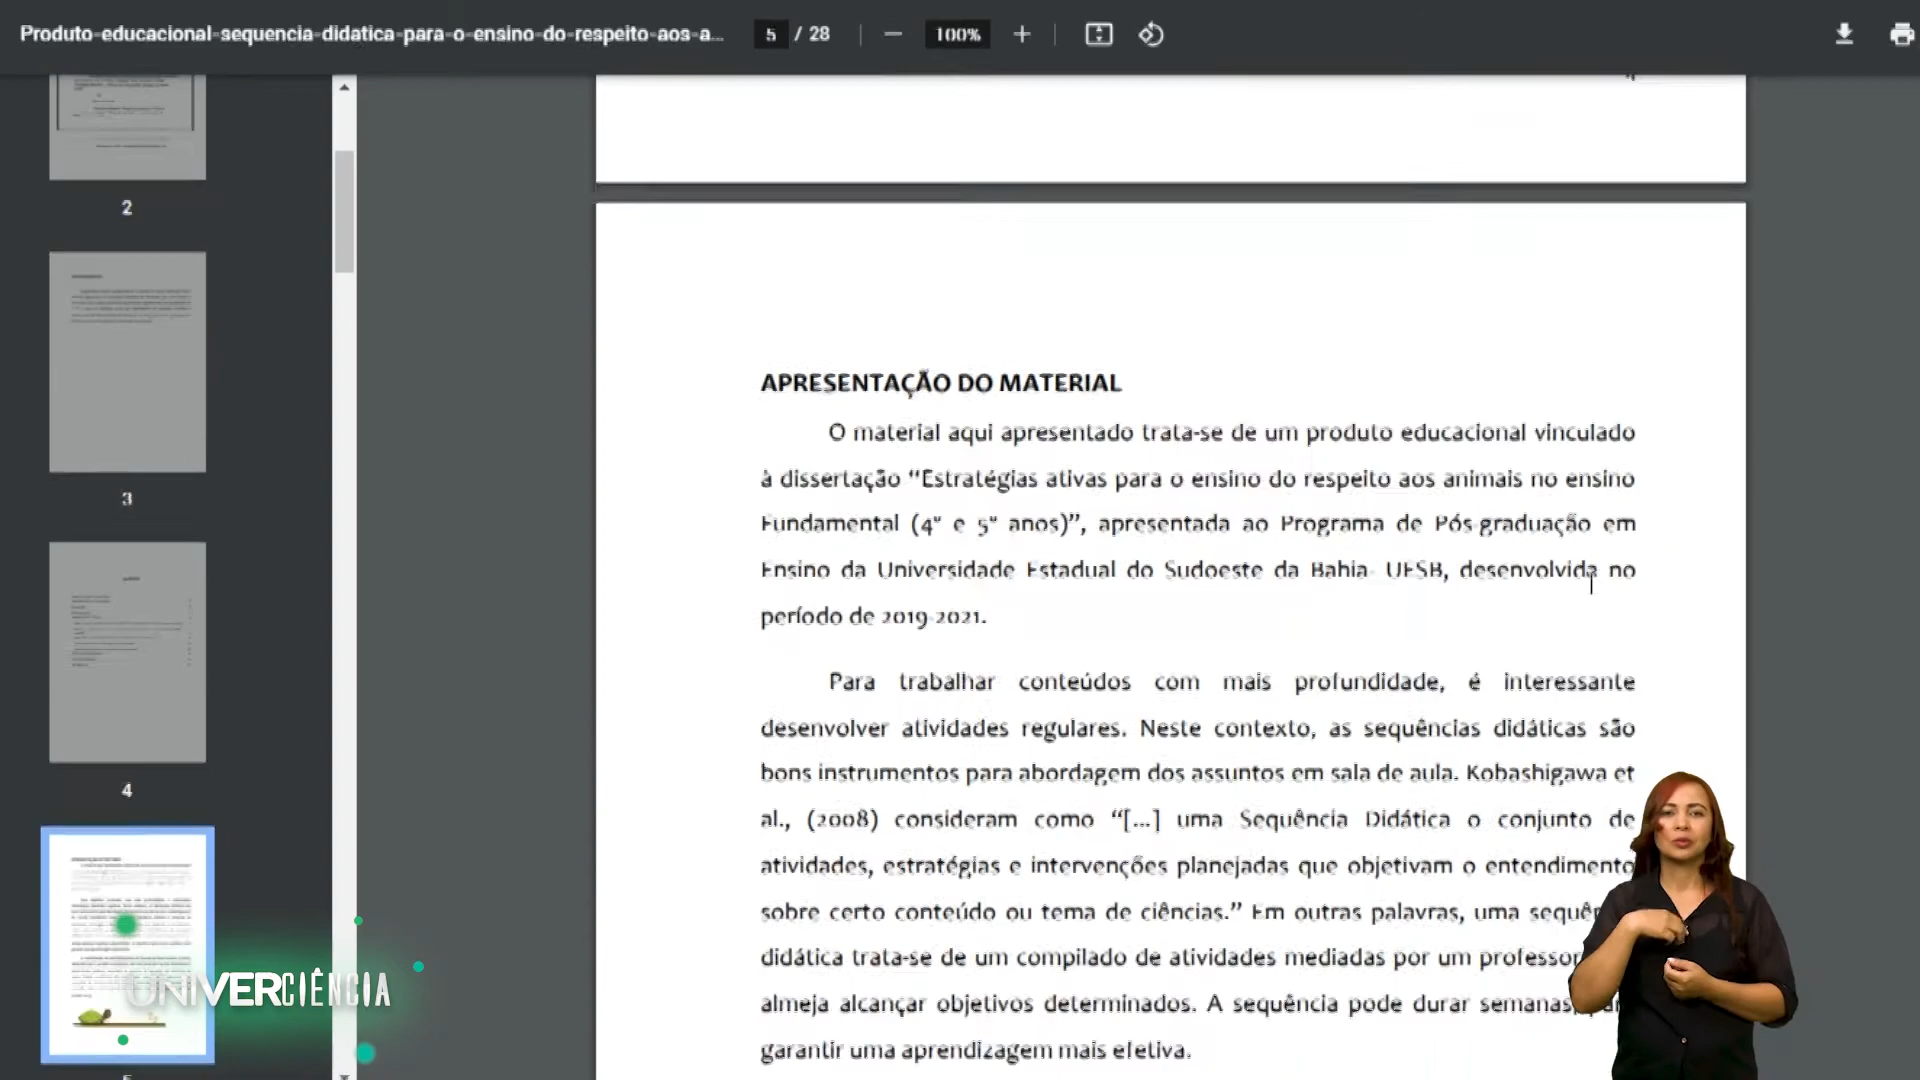 Produto-educacional-sequencia-didatica-para-o-ensino-do-respeito-aos-a...
5 / 28
100%
2
3
4
APRESENTAÇÃO DO MATERIAL
O material aqui apresentado trata-se de um produto educacional vinculado
à dissertação “Estratégias ativas para o ensino do respeito aos animais no ensino
Fundamental (4º e 5º anos)”, apresentada ao Programa de Pós-graduação em
Ensino da Universidade Estadual do Sudoeste da Bahia- UESB, desenvolvida no
período de 2019-2021.
Para trabalhar conteúdos com mais profundidade, é interessante
desenvolver atividades regulares. Neste contexto, as sequências didáticas são
bons instrumentos para abordagem dos assuntos em sala de aula. Kobashigawa et
al., (2008) consideram como “[...] uma Sequência Didática o conjunto de
atividades, estratégias e intervenções planejadas que objetivam o entendimento
sobre certo conteúdo ou tema de ciências.” Em outras palavras, uma
didática trata-se de um compilado de atividades mediadas por um professor
almeja alcançar objetivos determinados. A sequência pode durar semanas
garantir uma aprendizagem mais efetiva.
UNIVERCIÊNCIA